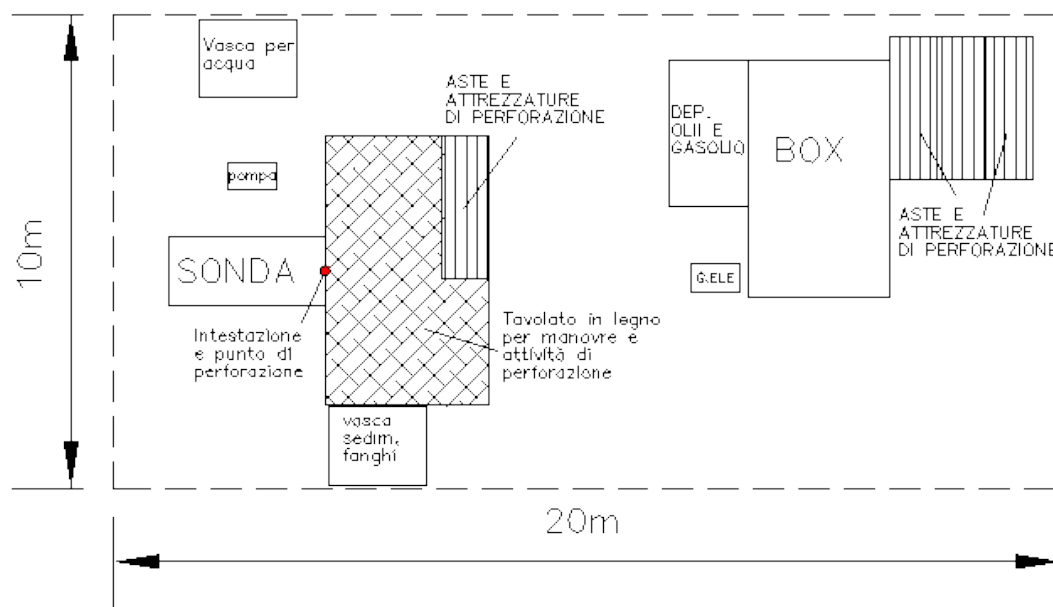 Vasca per
acqua
ASTE E
ATTREZZATURE
DI PERFORAZIONE
DEP.
OLII E
GASOLIO
BOX
pompa
ASTE E
ATTREZZATURE
DI PERFORAZIONE
10m
SONDA
G.ELE
Intestazione
e punto di
perforazione
Tavolato in legno
per manovre e
attività di
perforazione
vasca
sedim.
fanghi
20m